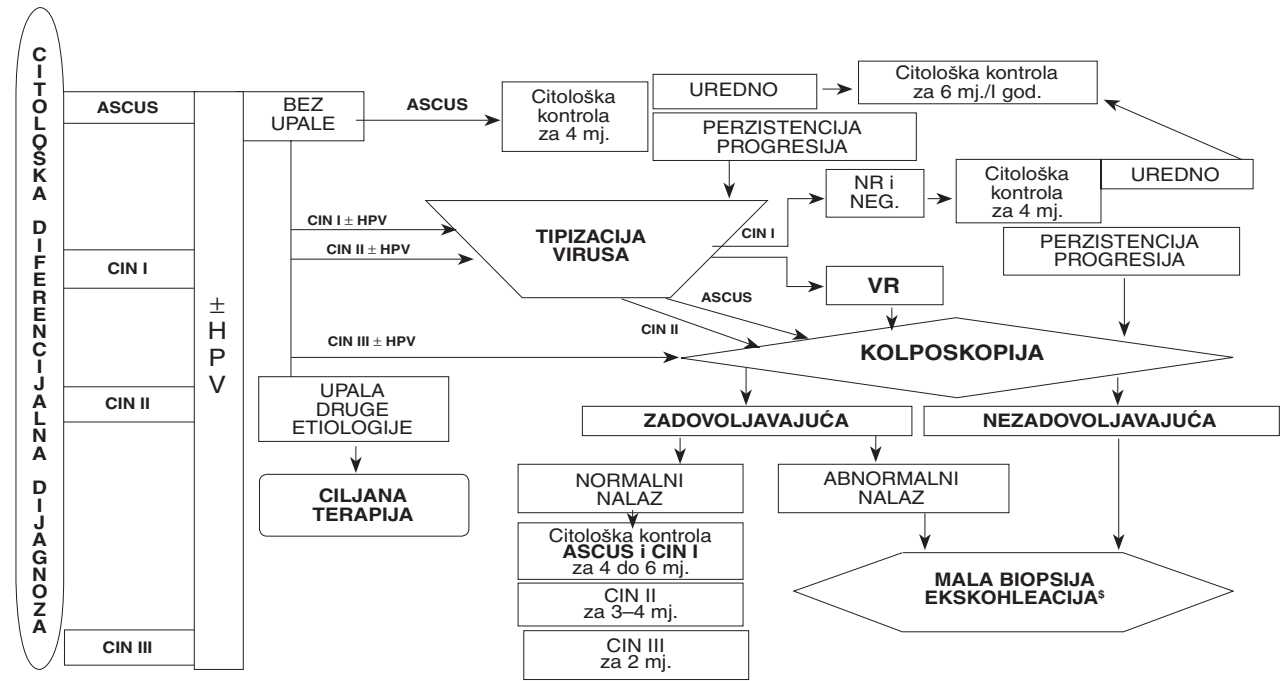 CITOLOŠKA DIFERENCIJALNA DIJAGNOZA
ASCUS
CIN I
CIN II
CIN III
± HPV
BEZ
UPALE
ASCUS
Citološka
kontrola
za 4 mj.
UREDNO
Citološka kontrola
za 6 mj./I god.
PERZISTENCIJA
PROGRESIJA
NR i
NEG.
Citološka
kontrola
za 4 mj.
UREDNO
PERZISTENCIJA
PROGRESIJA
CIN I ± HPV
CIN II ± HPV
TIPIZACIJA
VIRUSA
CIN I
VR
ASCUS
CIN II
CIN III ± HPV
KOLPOSKOPIJA
UPALA
DRUGE
ETIOLOGIJE
CILJANA
TERAPIJA
ZADOVOLJAVAJUĆA
NEZADOVOLJAVAJUĆA
NORMALNI
NALAZ
ABNORMALNI
NALAZ
Citološka kontrola
ASCUS i CIN I
za 4 do 6 mj.
CIN II
za 3–4 mj.
CIN III
za 2 mj.
MALA BIOPSIJA
EKSKOHLEACIJA$